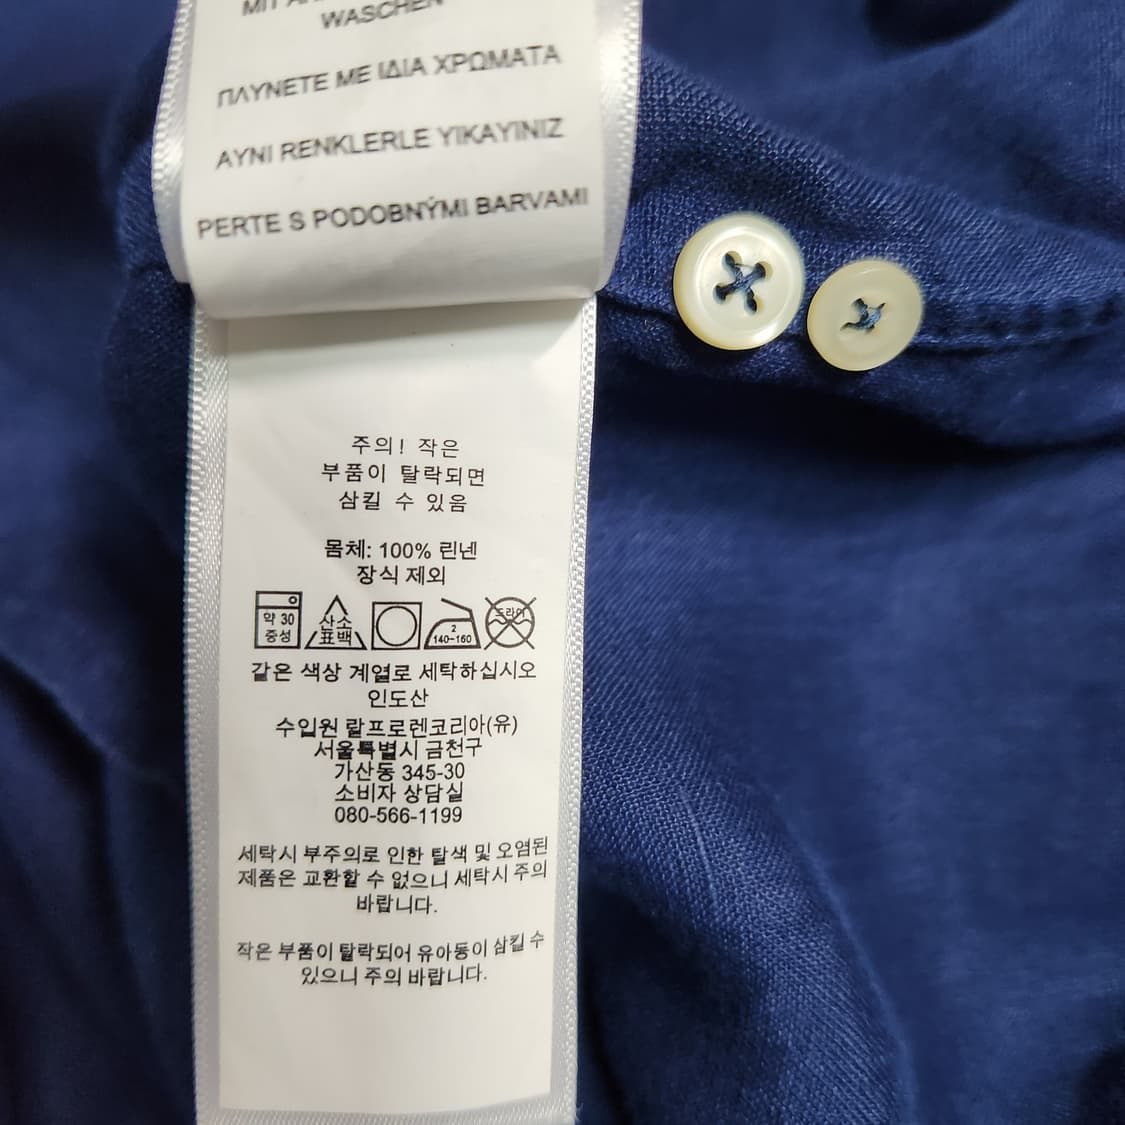 WASCHEN
ΠΛΥΝΕΤΕ ΜΕ ΙΔΙΑ ΧΡΩΜΑΤΑ
AYNI RENKLERLE YIKAYINIZ
PERTE S PODOBNÝMI BARVAMI
주의! 작은
부품이 탈락되면
삼킬 수 있음
몸체: 100% 린넨
장식 제외
약 30
중성
산소
표백
2
140-160
드라이
같은 색상 계열로 세탁하십시오
인도산
수입원 랄프로렌코리아(유)
서울특별시 금천구
가산동 345-30
소비자 상담실
080-566-1199
세탁시 부주의로 인한 탈색 및 오염된
제품은 교환할 수 없으니 세탁시 주의
바랍니다.
작은 부품이 탈락되어 유아동이 삼킬 수
있으니 주의 바랍니다.